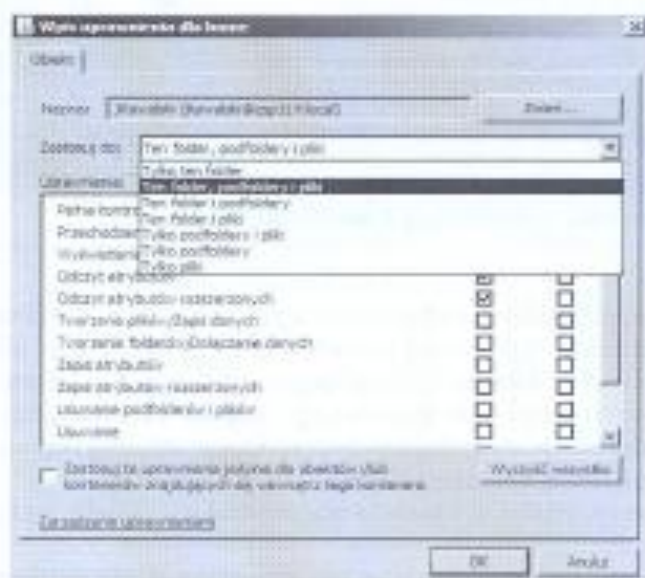 Wpis uprawnienia dla home
Obiekt
Nazwa: Zmień...
Zastosuj do: Ten folder, podfoldery i pliki
Tylko ten folder
Uprawnienia: Ten folder, podfoldery i pliki
Ten folder i podfoldery
Pełna kontrola
Ten folder i pliki
Tylko podfoldery i pliki
Tylko podfoldery
Tylko pliki
Odczyt atrybutów
Odczyt atrybutów rozszerzonych
Tworzenie plików/Zapis danych
Tworzenie folderów/Dołączanie danych
Zapis atrybutów
Zapis atrybutów rozszerzonych
Usuwanie podfolderów i plików
Usuwanie
Zastosuj te uprawnienia jedynie dla obiektów i/lub
kontenerów znajdujących się wewnątrz tego kontenera
Wyczyść wszystko
Zarządzanie uprawnieniami
OK Anuluj